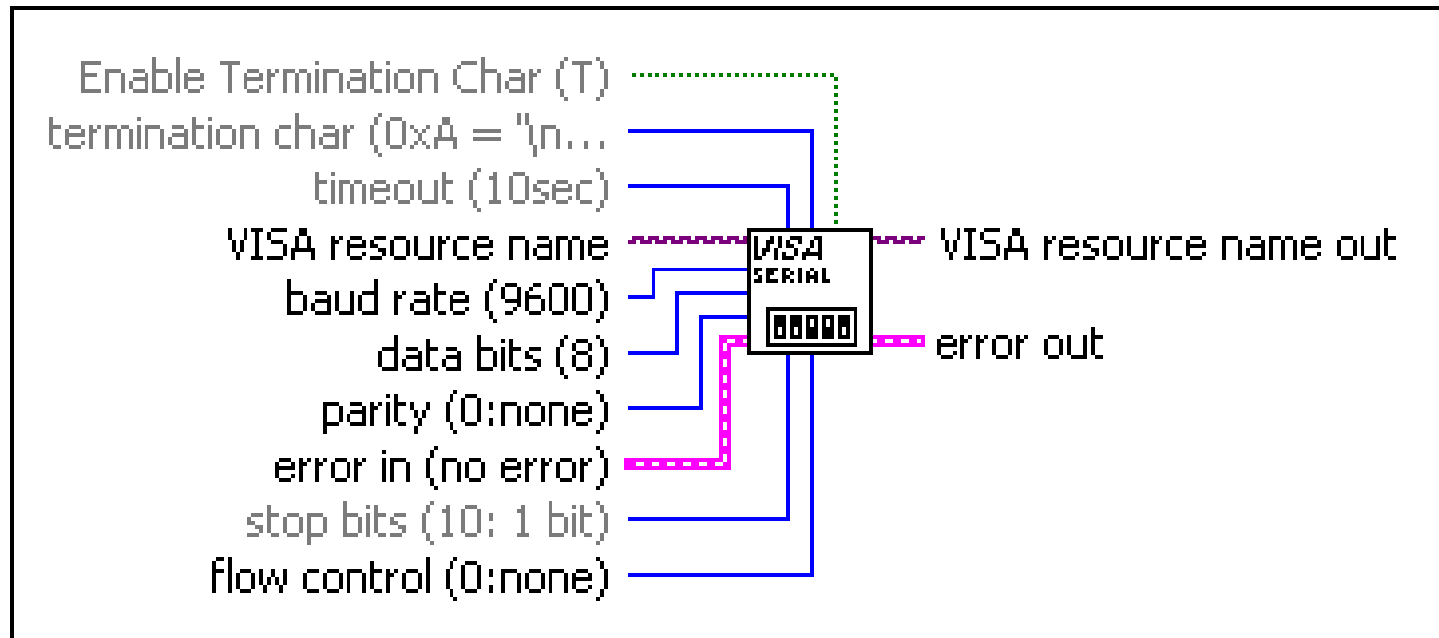 Enable Termination Char (T)
termination char (0xA = "\n...
timeout (10sec)
VISA resource name
VISA
VISA resource name out
SERIAL
baud rate (9600)
data bits (8)
error out
parity (0:none)
error in (no error)
stop bits (10: 1 bit)
flow control (0:none)